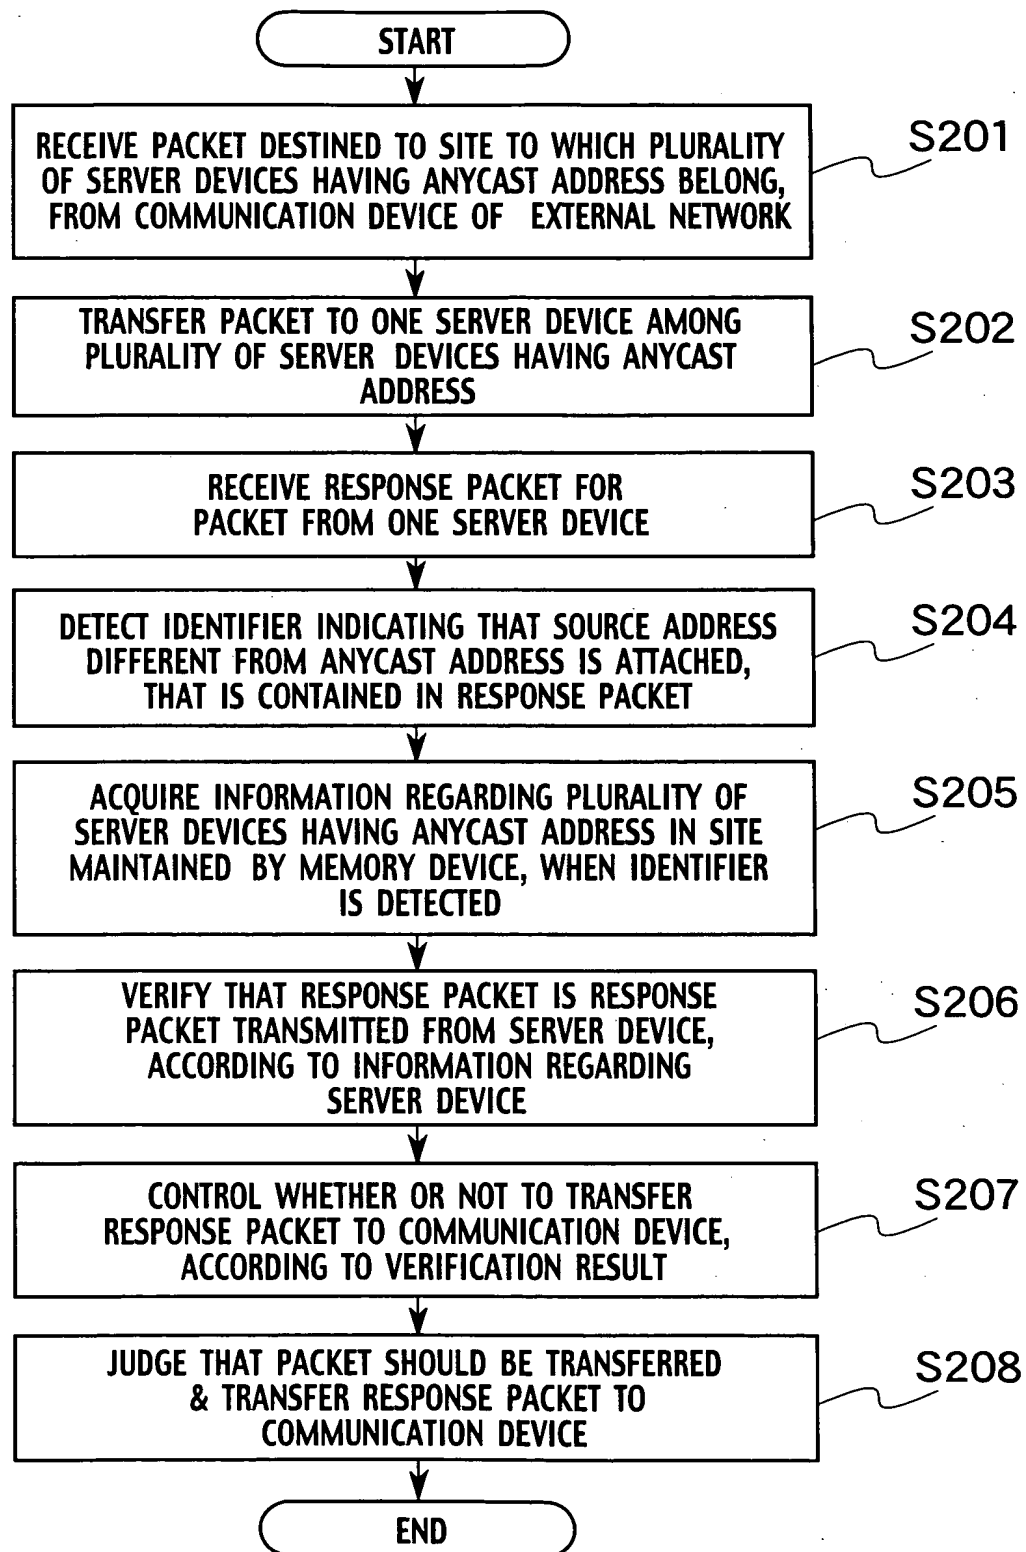 START
RECEIVE PACKET DESTINED TO SITE TO WHICH PLURALITY
OF SERVER DEVICES HAVING ANYCAST ADDRESS BELONG,
FROM COMMUNICATION DEVICE OF EXTERNAL NETWORK
S201
TRANSFER PACKET TO ONE SERVER DEVICE AMONG
PLURALITY OF SERVER DEVICES HAVING ANYCAST
ADDRESS
S202
RECEIVE RESPONSE PACKET FOR
PACKET FROM ONE SERVER DEVICE
S203
DETECT IDENTIFIER INDICATING THAT SOURCE ADDRESS
DIFFERENT FROM ANYCAST ADDRESS IS ATTACHED,
THAT IS CONTAINED IN RESPONSE PACKET
S204
ACQUIRE INFORMATION REGARDING PLURALITY OF
SERVER DEVICES HAVING ANYCAST ADDRESS IN SITE
MAINTAINED BY MEMORY DEVICE, WHEN IDENTIFIER
IS DETECTED
S205
VERIFY THAT RESPONSE PACKET IS RESPONSE
PACKET TRANSMITTED FROM SERVER DEVICE,
ACCORDING TO INFORMATION REGARDING
SERVER DEVICE
S206
CONTROL WHETHER OR NOT TO TRANSFER
RESPONSE PACKET TO COMMUNICATION DEVICE,
ACCORDING TO VERIFICATION RESULT
S207
JUDGE THAT PACKET SHOULD BE TRANSFERRED
& TRANSFER RESPONSE PACKET TO
COMMUNICATION DEVICE
S208
END